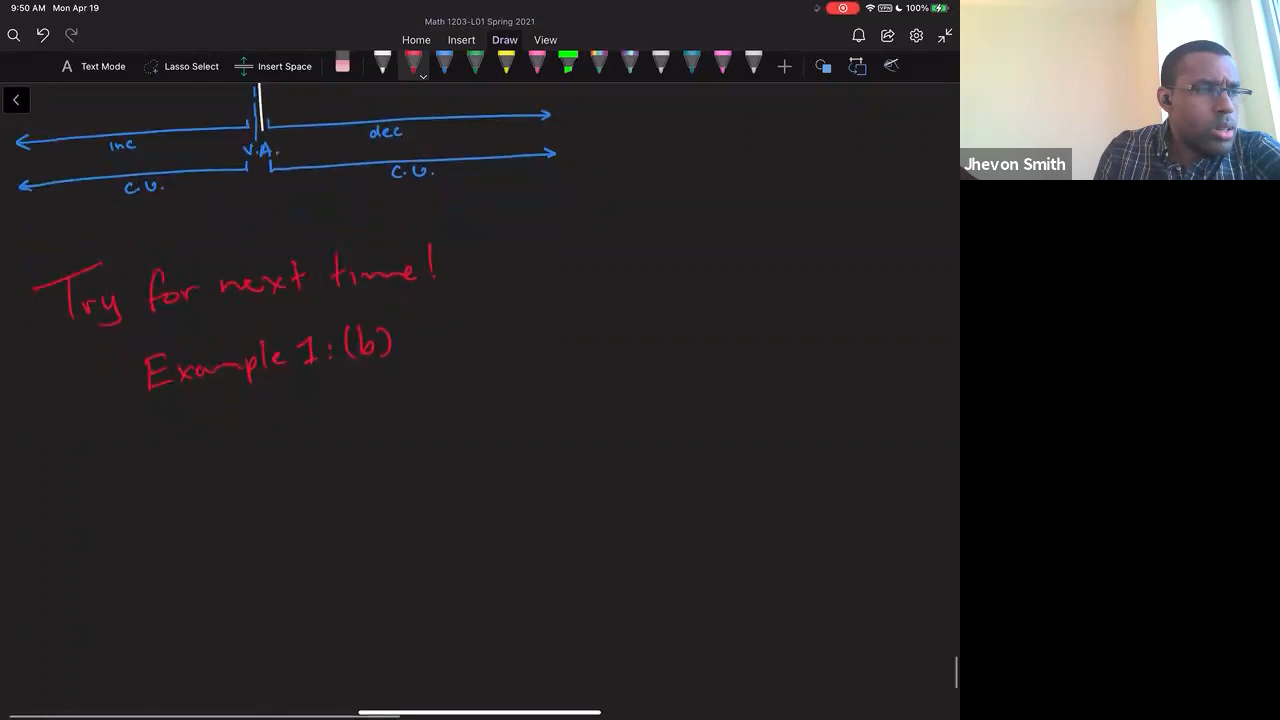 9:50 AM Mon Apr 19
VPN 100%
Math 1203-L01 Spring 2021
Home Insert Draw View
A Text Mode Lasso Select Insert Space
inc V.A. dec
C.U. C.U.
Jhevon Smith
Try for next time!
Example 1: (b)